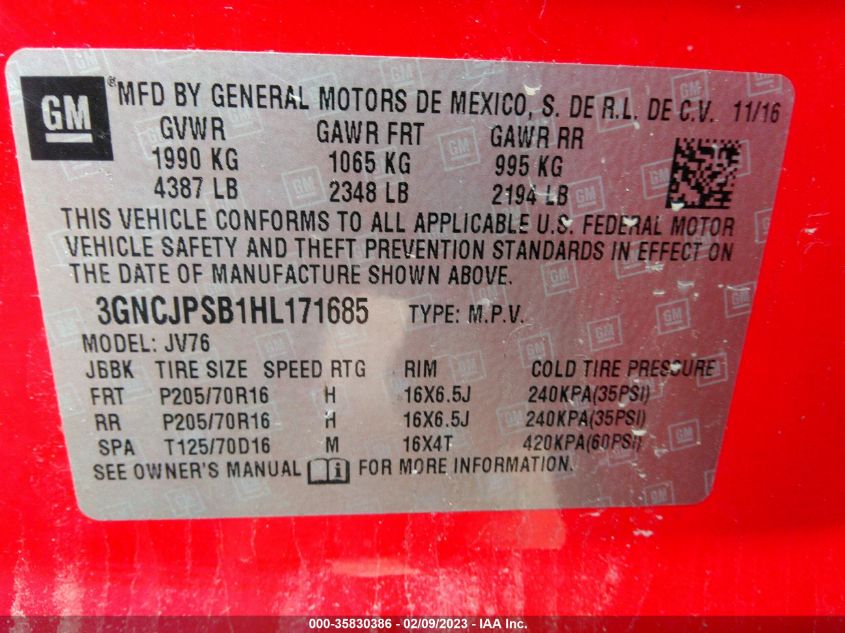 GM ® MFD BY GENERAL MOTORS DE MEXICO, S. DE R.L. DE C.V. 11/16
GVWR GAWR FRT GAWR RR
1990 KG 1065 KG 995 KG
4387 LB 2348 LB 2194 LB
THIS VEHICLE CONFORMS TO ALL APPLICABLE U.S. FEDERAL MOTOR
VEHICLE SAFETY AND THEFT PREVENTION STANDARDS IN EFFECT ON
THE DATE OF MANUFACTURE SHOWN ABOVE.
3GNCJPSB1HL171685 TYPE: M.P.V.
MODEL: JV76
JBBK TIRE SIZE SPEED RTG RIM COLD TIRE PRESSURE
FRT P205/70R16 H 16X6.5J 240KPA(35PSI)
RR P205/70R16 H 16X6.5J 240KPA(35PSI)
SPA T125/70D16 M 16X4T 420KPA(60PSI)
SEE OWNER'S MANUAL i FOR MORE INFORMATION.
000-35830386 - 02/09/2023 - IAA Inc.